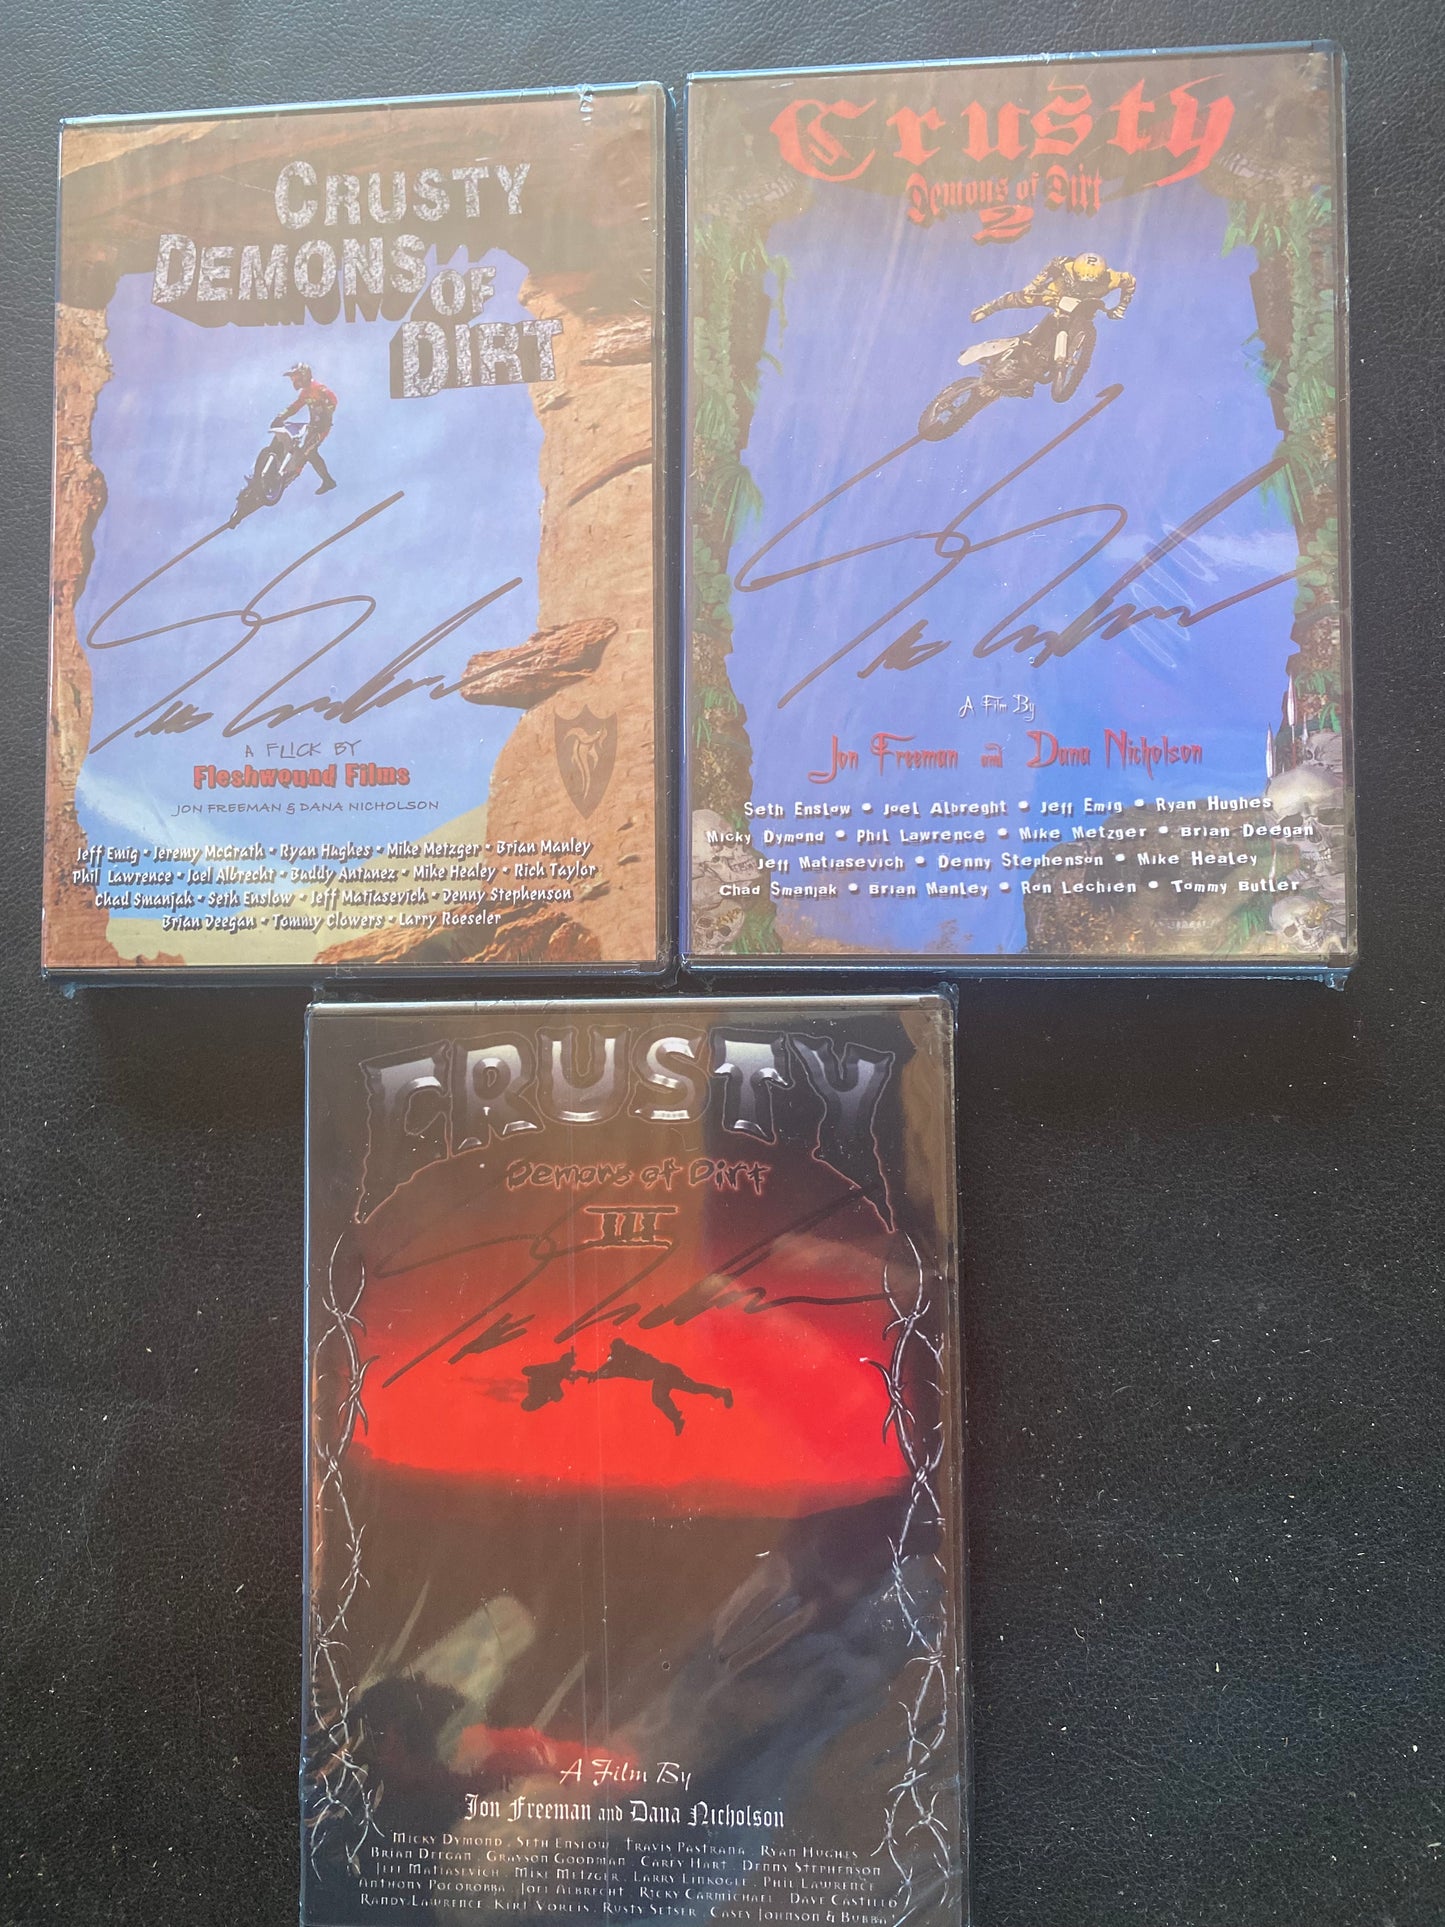 CRUSTY
DEMONS OF
DIRT
A FLICK BY
Fleshwound Films
JON FREEMAN & DANA NICHOLSON
Jeff Emig • Jeremy McGrath • Ryan Hughes • Mike Metzger • Brian Manley
Phil Lawrence • Joel Albrecht • Buddy Antunez • Mike Healey • Rich Taylor
Chad Smanjak • Seth Enslow • Jeff Matiasevich • Denny Stephenson
Brian Deegan • Tommy Clowers • Larry Roeseler
Crusty
Demons of Dirt
2
A Film By
Jon Freeman and Dana Nicholson
Seth Enslow • Joel Albreght • Jeff Emig • Ryan Hughes
Micky Dymond • Phil Lawrence • Mike Metzger • Brian Deegan
Jeff Matiasevich • Denny Stephenson • Mike Healey
Chad Smanjak • Brian Manley • Ron Lechien • Tommy Butler
CRUSTY
Demons of Dirt
III
A Film By
Jon Freeman and Dana Nicholson
Micky Dymond . Seth Enslow . Travis Pastrana . Ryan Hughes
Brian Deegan . Grayson Goodman . Carey Hart . Denny Stephenson
Jeff Matiasevich . Mike Metzger . Larry Linkogle . Phil Lawrence
Anthony Pocorobba . Joel Albrecht . Ricky Carmichael . Dave Castillo
Randy Lawrence . Kirt Vorlis . Rusty Setser . Casey Johnson & Bubba